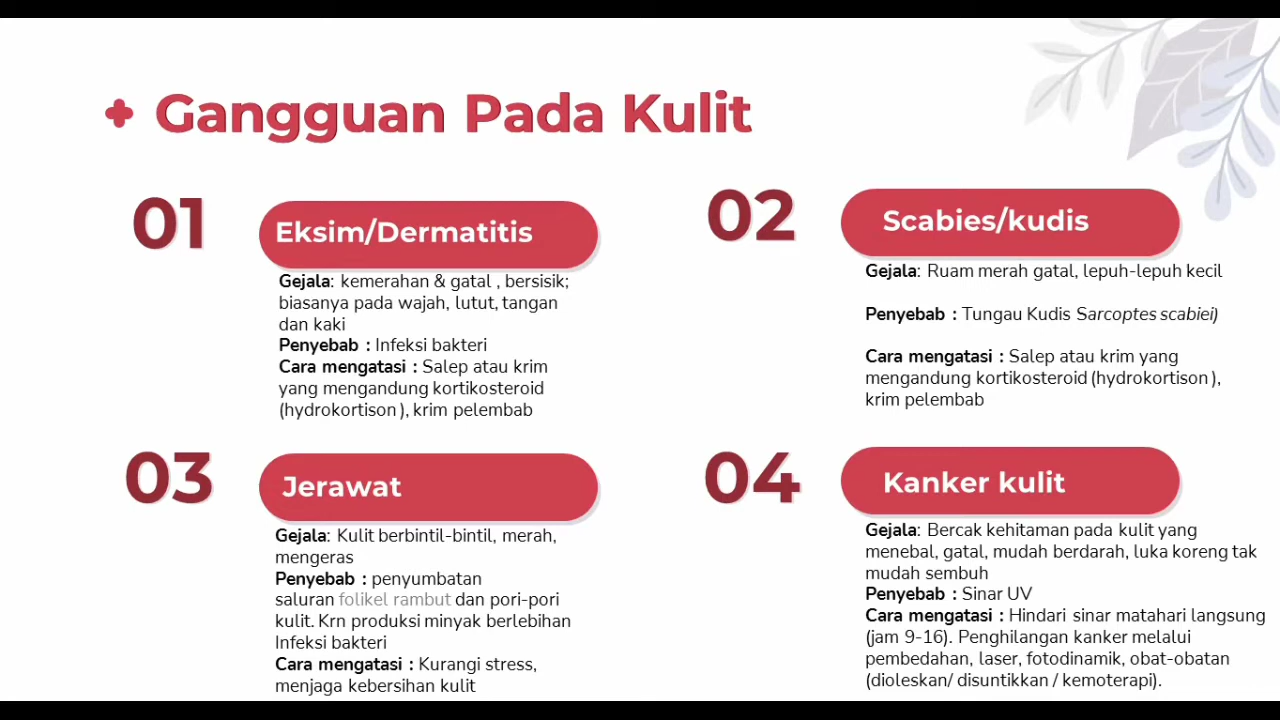 Gangguan Pada Kulit
01
Eksim/Dermatitis
Gejala: kemerahan & gatal , bersisik;
biasanya pada wajah, lutut, tangan
dan kaki
Penyebab : Infeksi bakteri
Cara mengatasi : Salep atau krim
yang mengandung kortikosteroid
(hydrokortison ), krim pelembab
02
Scabies/kudis
Gejala: Ruam merah gatal, lepuh-lepuh kecil
Penyebab : Tungau Kudis Sarcoptes scabiei)
Cara mengatasi : Salep atau krim yang
mengandung kortikosteroid (hydrokortison ),
krim pelembab
03
Jerawat
Gejala: Kulit berbintil-bintil, merah,
mengeras
Penyebab : penyumbatan
saluran folikel rambut dan pori-pori
kulit. Krn produksi minyak berlebihan
Infeksi bakteri
Cara mengatasi : Kurangi stress,
menjaga kebersihan kulit
04
Kanker kulit
Gejala: Bercak kehitaman pada kulit yang
menebal, gatal, mudah berdarah, luka koreng tak
mudah sembuh
Penyebab : Sinar UV
Cara mengatasi : Hindari sinar matahari langsung
(jam 9-16). Penghilangan kanker melalui
pembedahan, laser, fotodinamik, obat-obatan
(dioleskan/ disuntikkan / kemoterapi).